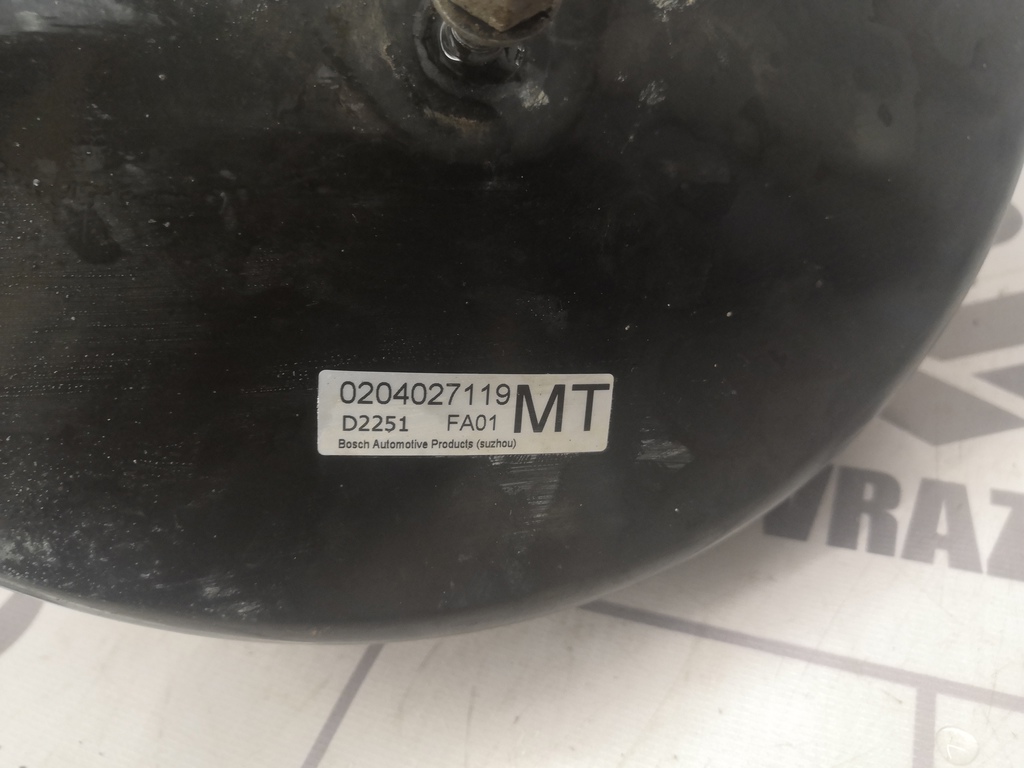 0204027119 MT
D2251 FA01
Bosch Automotive Products (suzhou)
VRAZ